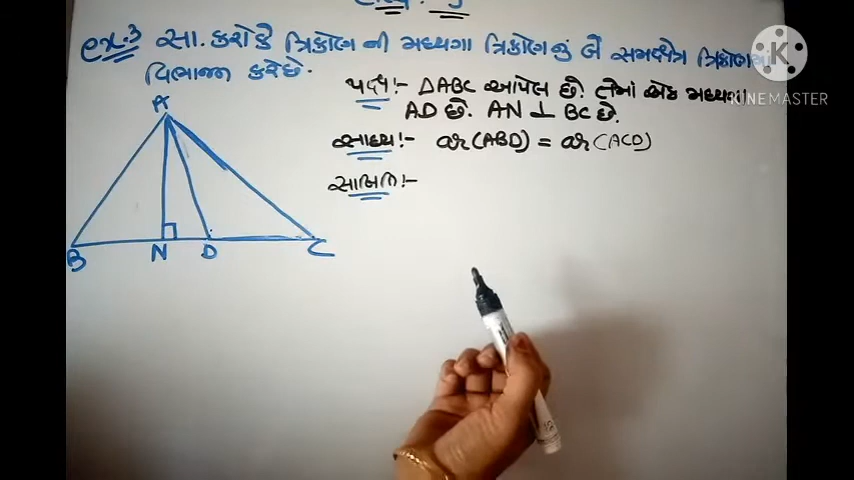 ex.3 સા. કરો કે ત્રિકોણ ની મધ્યગા ત્રિકોણનું બે સમક્ષેત્ર ત્રિકોણમાં
વિભાજન કરે છે.
પક્ષ :- ΔABC આપેલ છે. તેમાં એક મધ્યગા
AD છે. AN ⊥ BC છે.
સાધ્ય :- ar(ABD) = ar(ACD)
સાબિતી :-
A
B N D C
K
KINEMASTER